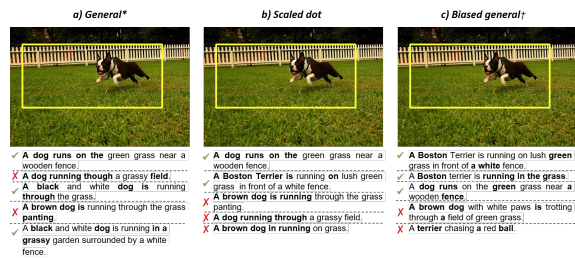 a) General*
A dog runs on the green grass near a
wooden fence.
A dog running though a grassy field.
A black and white dog is running
through the grass.
A brown dog is running through the grass
panting.
A black and white dog is running in a
grassy garden surrounded by a white
fence.
b) Scaled dot
A dog runs on the green grass near a
wooden fence.
A Boston Terrier is running on lush green
grass in front of a white fence.
A brown dog is running through the grass
panting.
A dog running through a grassy field.
A brown dog in running on grass.
c) Biased general†
A Boston Terrier is running on lush green
grass in front of a white fence.
A Boston terrier is running in the grass.
A dog runs on the green grass near a
wooden fence.
A brown dog with white paws is trotting
through a field of green grass.
A terrier chasing a red ball.